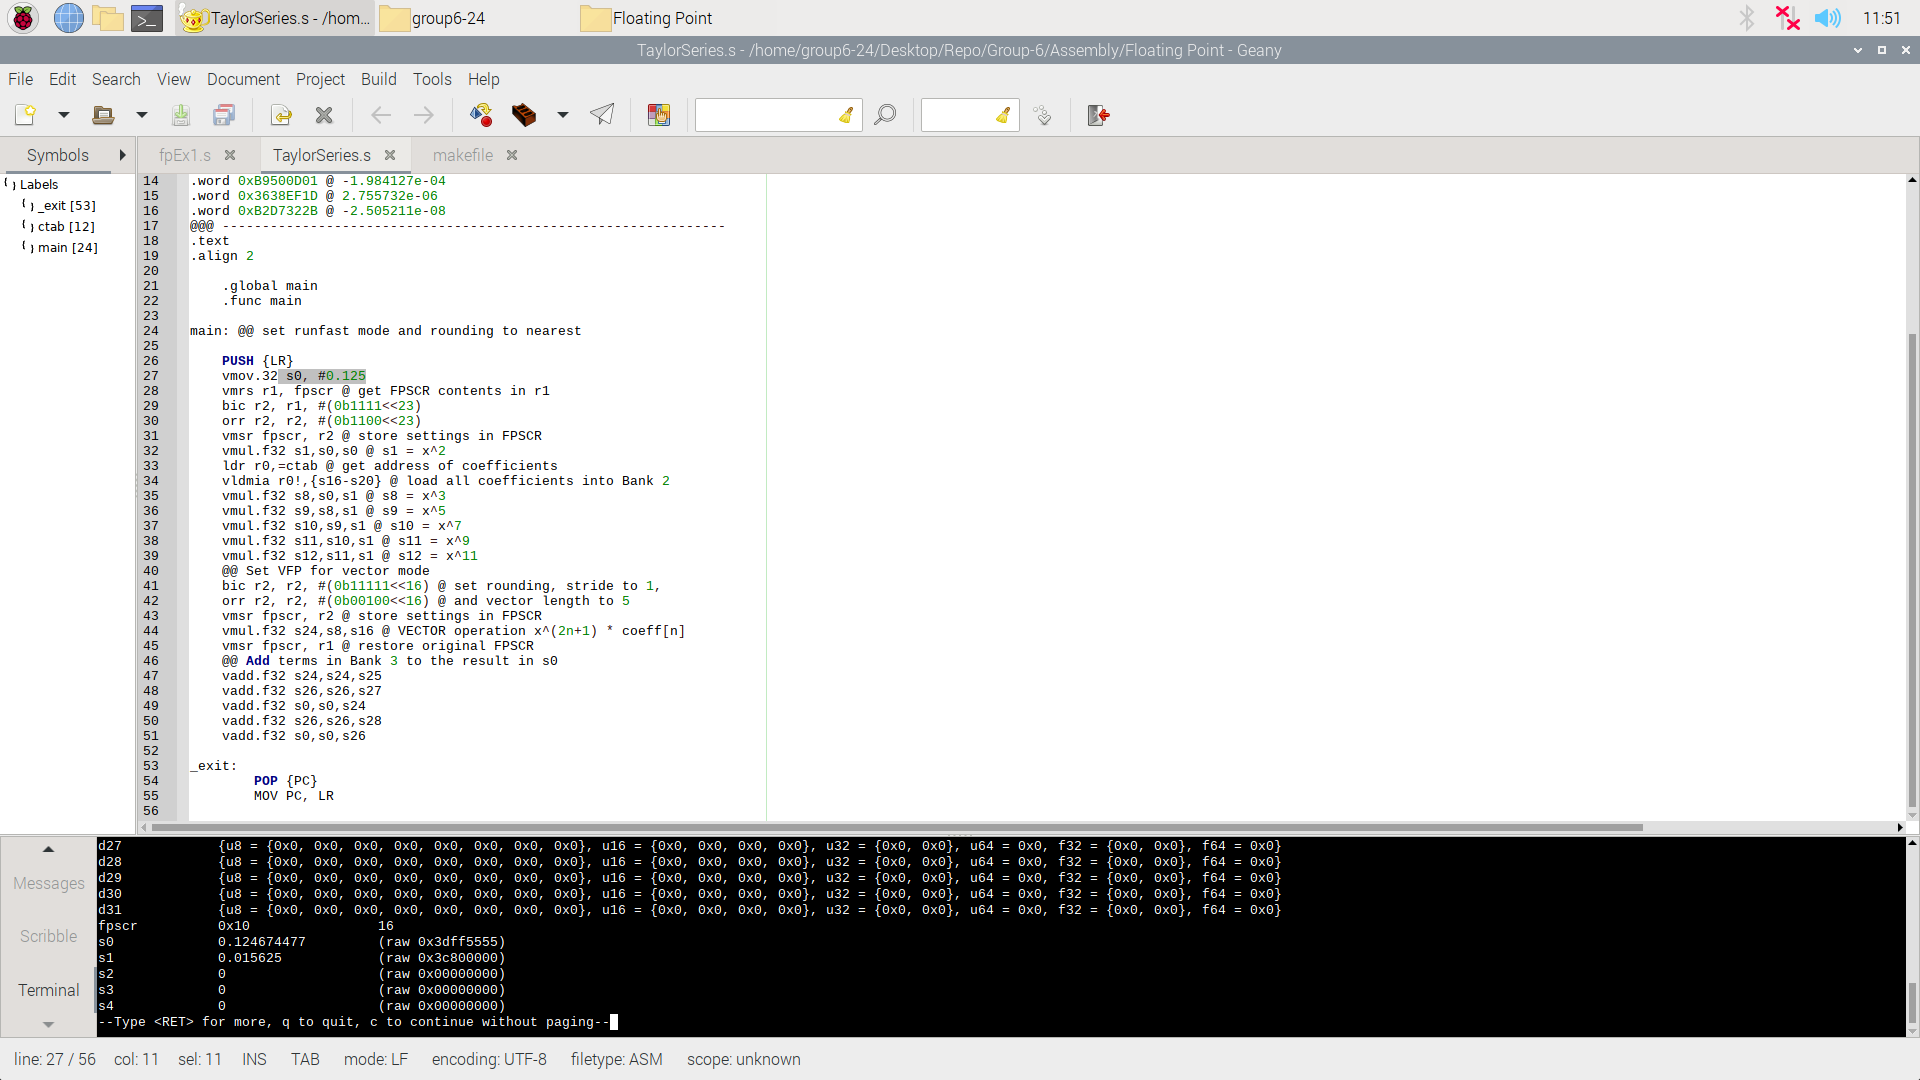 TaylorSeries.s - /hom... group6-24 Floating Point 11:51
TaylorSeries.s - /home/group6-24/Desktop/Repo/Group-6/Assembly/Floating Point - Geany
File Edit Search View Document Project Build Tools Help
Symbols fpEx1.s TaylorSeries.s makefile
Labels
_exit [53]
ctab [12]
main [24]
14 .word 0xB9500D01 @ -1.984127e-04
15 .word 0x3638EF1D @ 2.755732e-06
16 .word 0xB2D7322B @ -2.505211e-08
17 @@@ ---------------------------------------------------------------
18 .text
19 .align 2
20
21 .global main
22 .func main
23
24 main: @@ set runfast mode and rounding to nearest
25
26 PUSH {LR}
27 vmov.32 s0, #0.125
28 vmrs r1, fpscr @ get FPSCR contents in r1
29 bic r2, r1, #(0b1111<<23)
30 orr r2, r2, #(0b1100<<23)
31 vmsr fpscr, r2 @ store settings in FPSCR
32 vmul.f32 s1,s0,s0 @ s1 = x^2
33 ldr r0,=ctab @ get address of coefficients
34 vldmia r0!,{s16-s20} @ load all coefficients into Bank 2
35 vmul.f32 s8,s0,s1 @ s8 = x^3
36 vmul.f32 s9,s8,s1 @ s9 = x^5
37 vmul.f32 s10,s9,s1 @ s10 = x^7
38 vmul.f32 s11,s10,s1 @ s11 = x^9
39 vmul.f32 s12,s11,s1 @ s12 = x^11
40 @@ Set VFP for vector mode
41 bic r2, r2, #(0b11111<<16) @ set rounding, stride to 1,
42 orr r2, r2, #(0b00100<<16) @ and vector length to 5
43 vmsr fpscr, r2 @ store settings in FPSCR
44 vmul.f32 s24,s8,s16 @ VECTOR operation x^(2n+1) * coeff[n]
45 vmsr fpscr, r1 @ restore original FPSCR
46 @@ Add terms in Bank 3 to the result in s0
47 vadd.f32 s24,s24,s25
48 vadd.f32 s26,s26,s27
49 vadd.f32 s0,s0,s24
50 vadd.f32 s26,s26,s28
51 vadd.f32 s0,s0,s26
52
53 _exit:
54 POP {PC}
55 MOV PC, LR
56
Messages
Scribble
Terminal
d27 {u8 = {0x0, 0x0, 0x0, 0x0, 0x0, 0x0, 0x0, 0x0}, u16 = {0x0, 0x0, 0x0, 0x0}, u32 = {0x0, 0x0}, u64 = 0x0, f32 = {0x0, 0x0}, f64 = 0x0}
d28 {u8 = {0x0, 0x0, 0x0, 0x0, 0x0, 0x0, 0x0, 0x0}, u16 = {0x0, 0x0, 0x0, 0x0}, u32 = {0x0, 0x0}, u64 = 0x0, f32 = {0x0, 0x0}, f64 = 0x0}
d29 {u8 = {0x0, 0x0, 0x0, 0x0, 0x0, 0x0, 0x0, 0x0}, u16 = {0x0, 0x0, 0x0, 0x0}, u32 = {0x0, 0x0}, u64 = 0x0, f32 = {0x0, 0x0}, f64 = 0x0}
d30 {u8 = {0x0, 0x0, 0x0, 0x0, 0x0, 0x0, 0x0, 0x0}, u16 = {0x0, 0x0, 0x0, 0x0}, u32 = {0x0, 0x0}, u64 = 0x0, f32 = {0x0, 0x0}, f64 = 0x0}
d31 {u8 = {0x0, 0x0, 0x0, 0x0, 0x0, 0x0, 0x0, 0x0}, u16 = {0x0, 0x0, 0x0, 0x0}, u32 = {0x0, 0x0}, u64 = 0x0, f32 = {0x0, 0x0}, f64 = 0x0}
fpscr 0x10 16
s0 0.124674477 (raw 0x3dff5555)
s1 0.015625 (raw 0x3c800000)
s2 0 (raw 0x00000000)
s3 0 (raw 0x00000000)
s4 0 (raw 0x00000000)
--Type <RET> for more, q to quit, c to continue without paging--
line: 27 / 56 col: 11 sel: 11 INS TAB mode: LF encoding: UTF-8 filetype: ASM scope: unknown